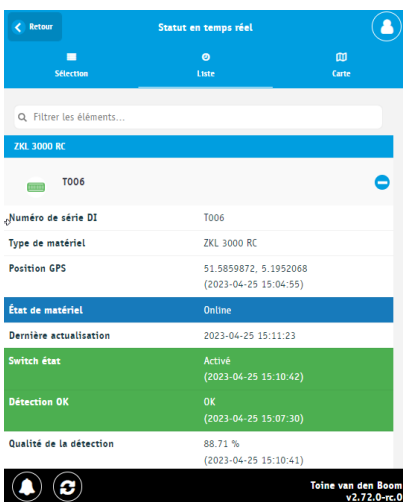 Retour
Statut en temps réel
Sélection
Liste
Carte
Filtrer les éléments...
ZKL 3000 RC
T006
Numéro de série DI T006
Type de matériel ZKL 3000 RC
Position GPS 51.5859872, 5.1952068
(2023-04-25 15:04:55)
État de matériel Online
Dernière actualisation 2023-04-25 15:11:23
Switch état Activé
(2023-04-25 15:10:42)
Détection OK OK
(2023-04-25 15:07:30)
Qualité de la détection 88.71 %
(2023-04-25 15:10:41)
Toine van den Boom
v2.72.0-rc.0